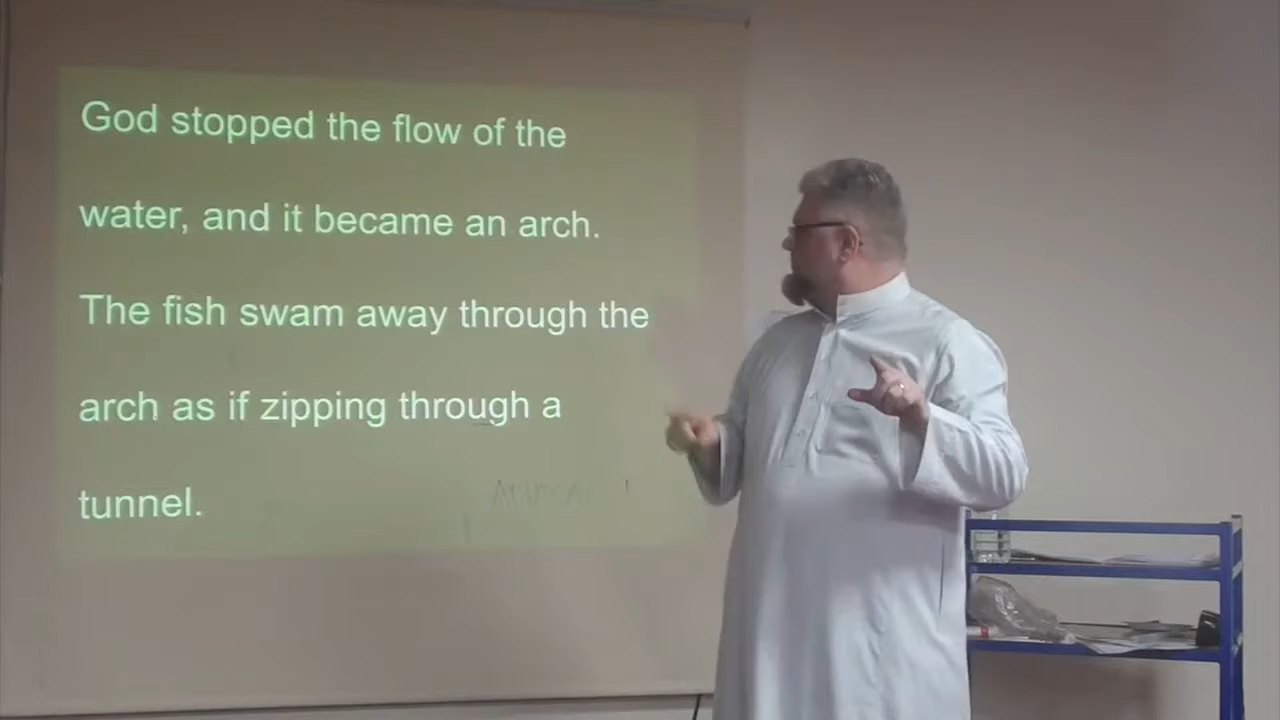 God stopped the flow of the
water, and it became an arch.
The fish swam away through the
arch as if zipping through a
tunnel.